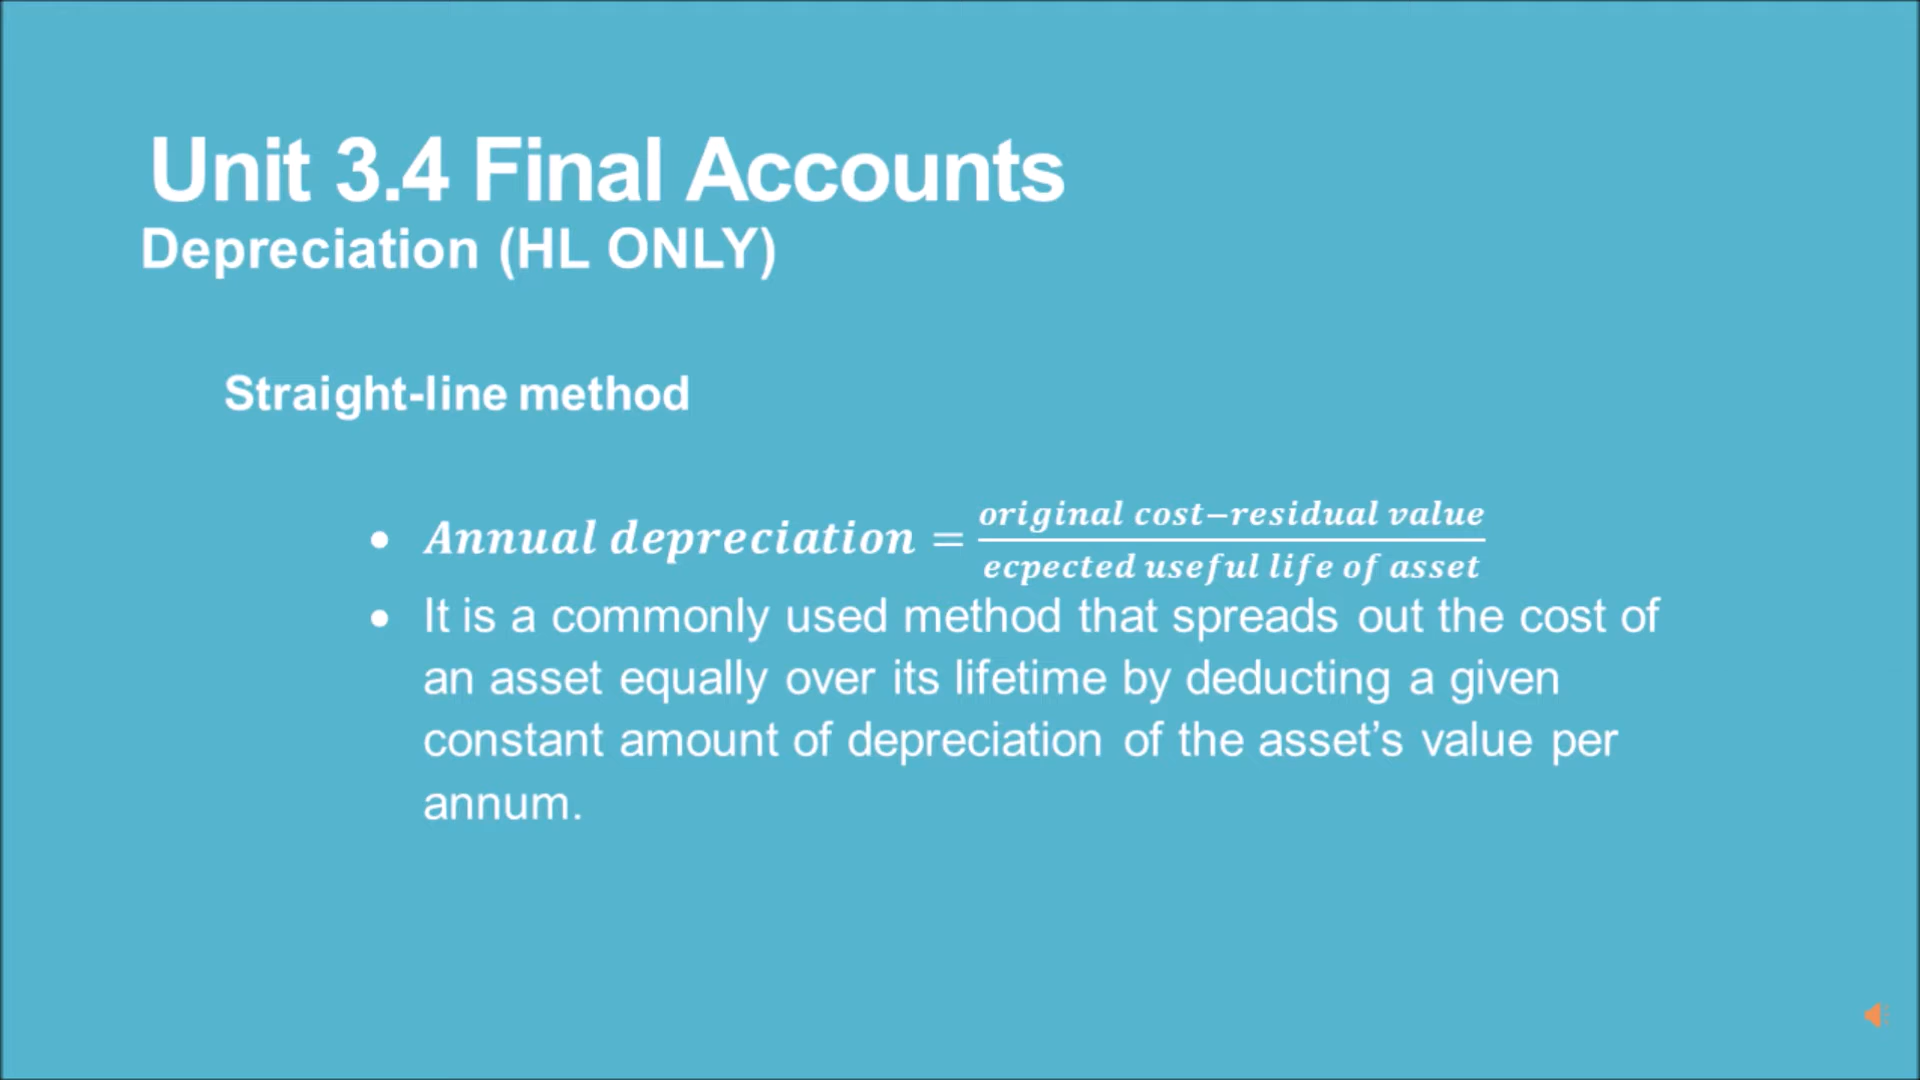 Unit 3.4 Final Accounts
Depreciation (HL ONLY)
Straight-line method
• Annual depreciation = original cost−residual value / ecpected useful life of asset
• It is a commonly used method that spreads out the cost of
an asset equally over its lifetime by deducting a given
constant amount of depreciation of the asset’s value per
annum.